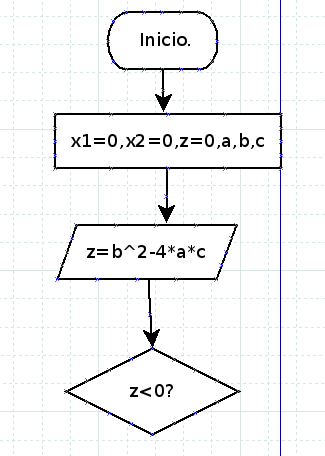 Inicio.
x1=0,x2=0,z=0,a,b,c
z=b^2-4*a*c
z<0?